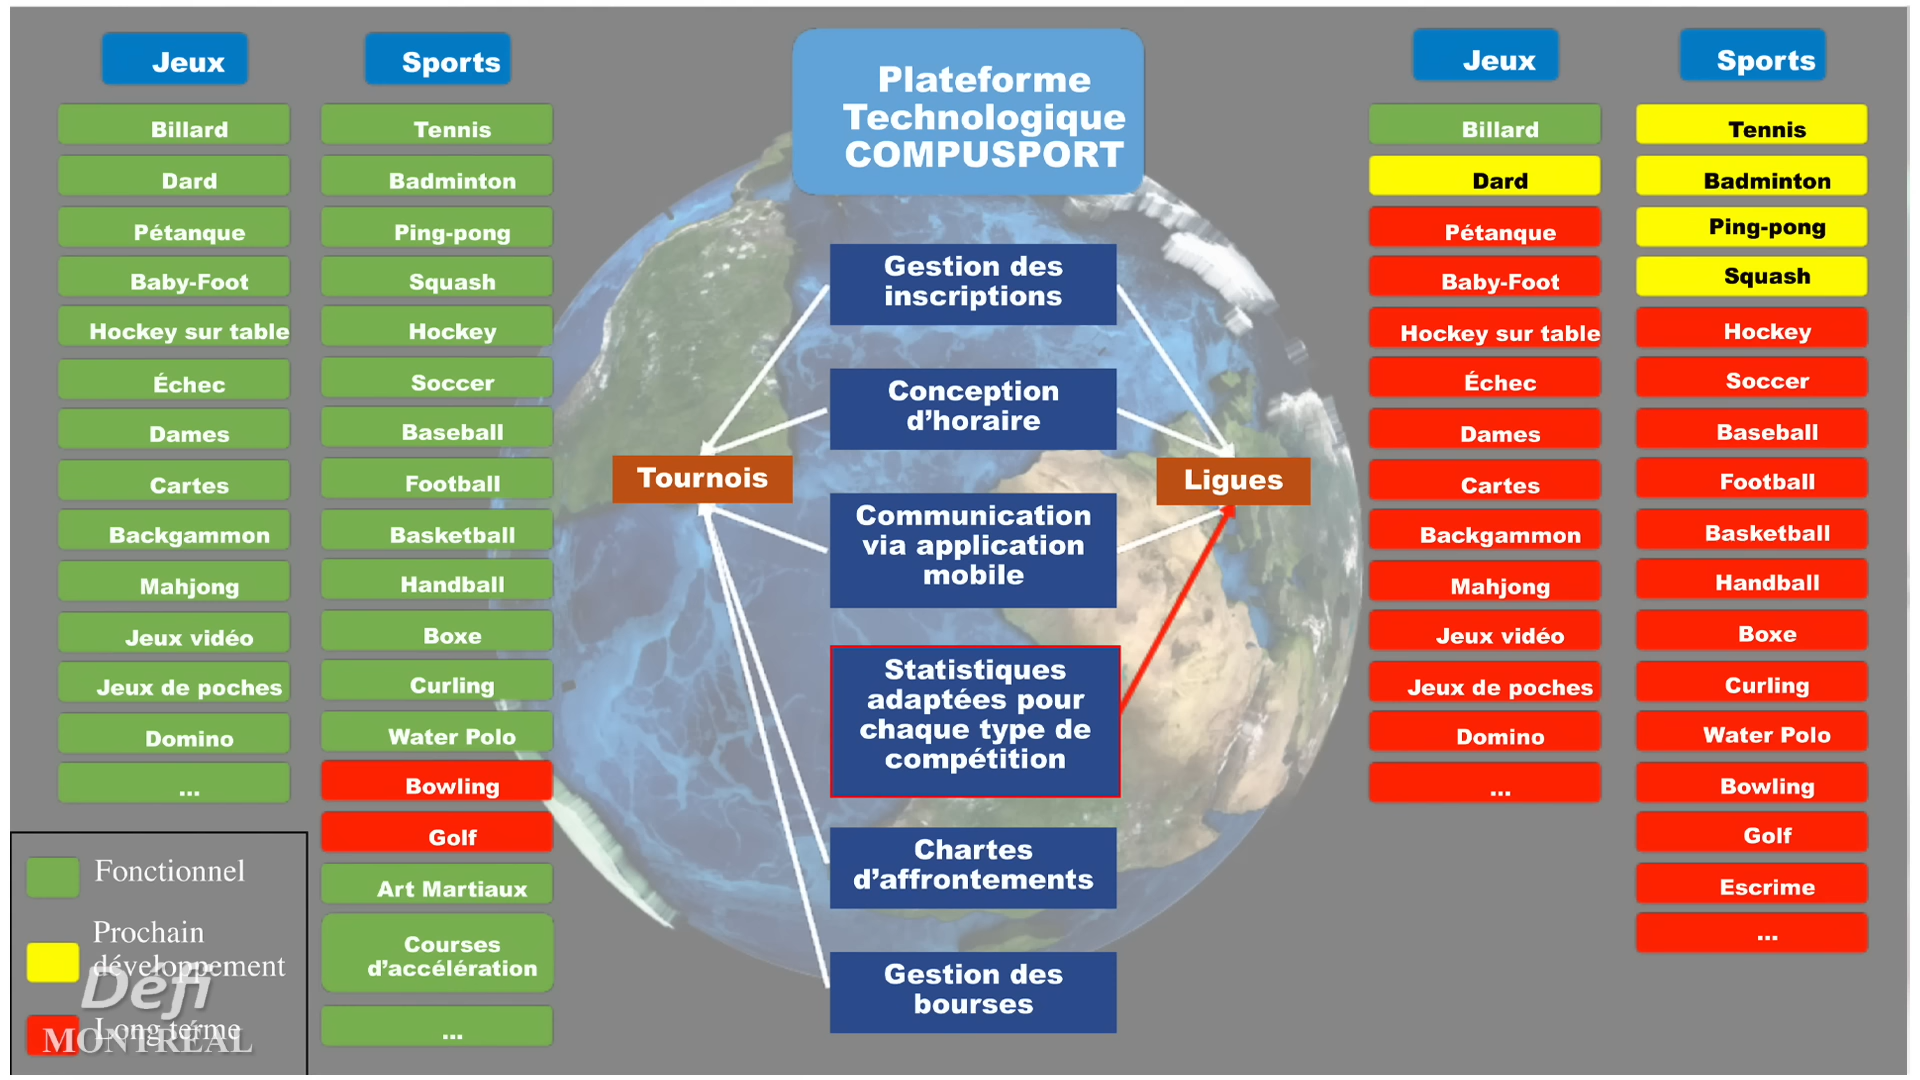 Jeux
Billard
Dard
Pétanque
Baby-Foot
Hockey sur table
Échec
Dames
Cartes
Backgammon
Mahjong
Jeux vidéo
Jeux de poches
Domino
...
Sports
Tennis
Badminton
Ping-pong
Squash
Hockey
Soccer
Baseball
Football
Basketball
Handball
Boxe
Curling
Water Polo
Bowling
Golf
Art Martiaux
Courses
d'accélération
...
Plateforme
Technologique
COMPUSPORT
Gestion des
inscriptions
Conception
d'horaire
Tournois
Ligues
Communication
via application
mobile
Statistiques
adaptées pour
chaque type de
compétition
Chartes
d'affrontements
Gestion des
bourses
Jeux
Billard
Dard
Pétanque
Baby-Foot
Hockey sur table
Échec
Dames
Cartes
Backgammon
Mahjong
Jeux vidéo
Jeux de poches
Domino
...
Sports
Tennis
Badminton
Ping-pong
Squash
Hockey
Soccer
Baseball
Football
Basketball
Handball
Boxe
Curling
Water Polo
Bowling
Golf
Escrime
...
Fonctionnel
Prochain
développement
Long terme
Défi
MONTRÉAL